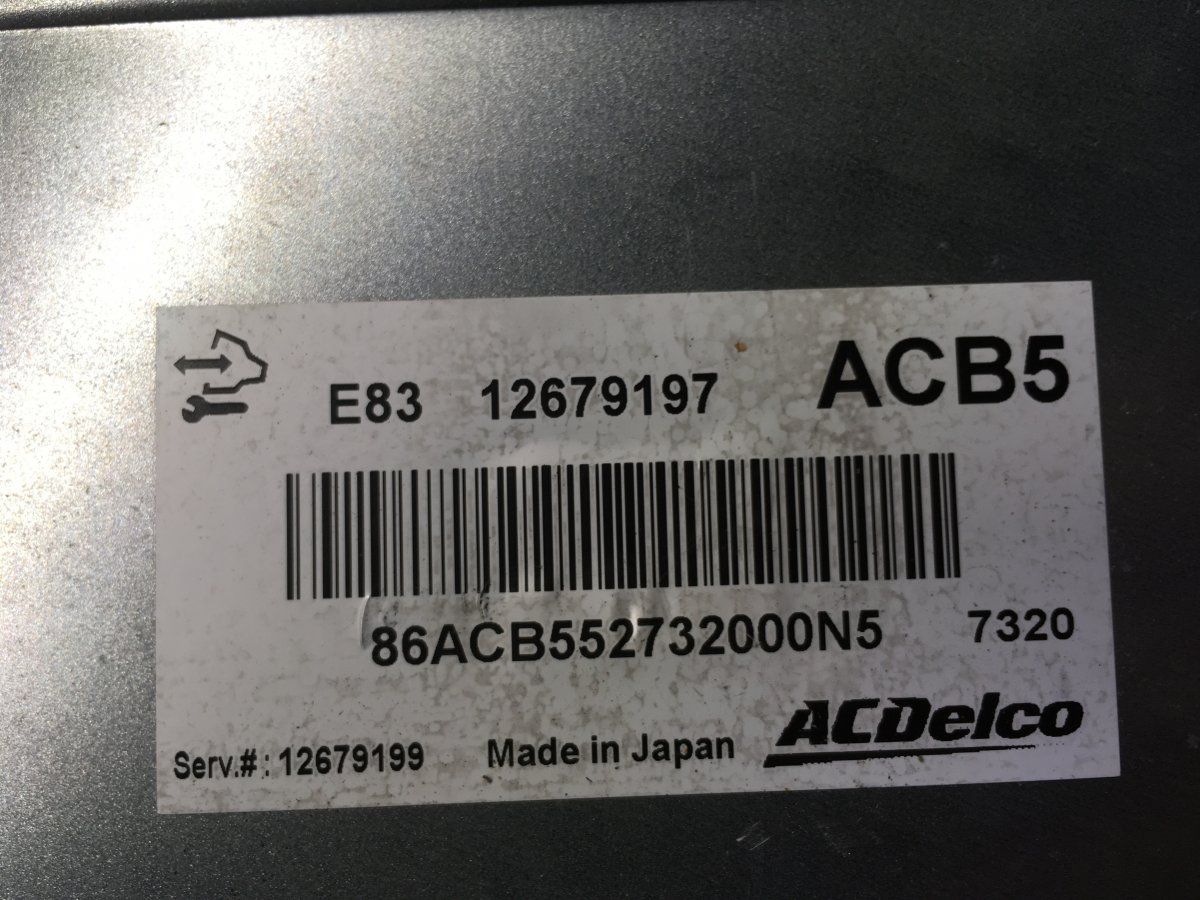 E83 12679197 ACB5
86ACB552732000N5 7320
Serv.#: 12679199 Made in Japan ACDelco